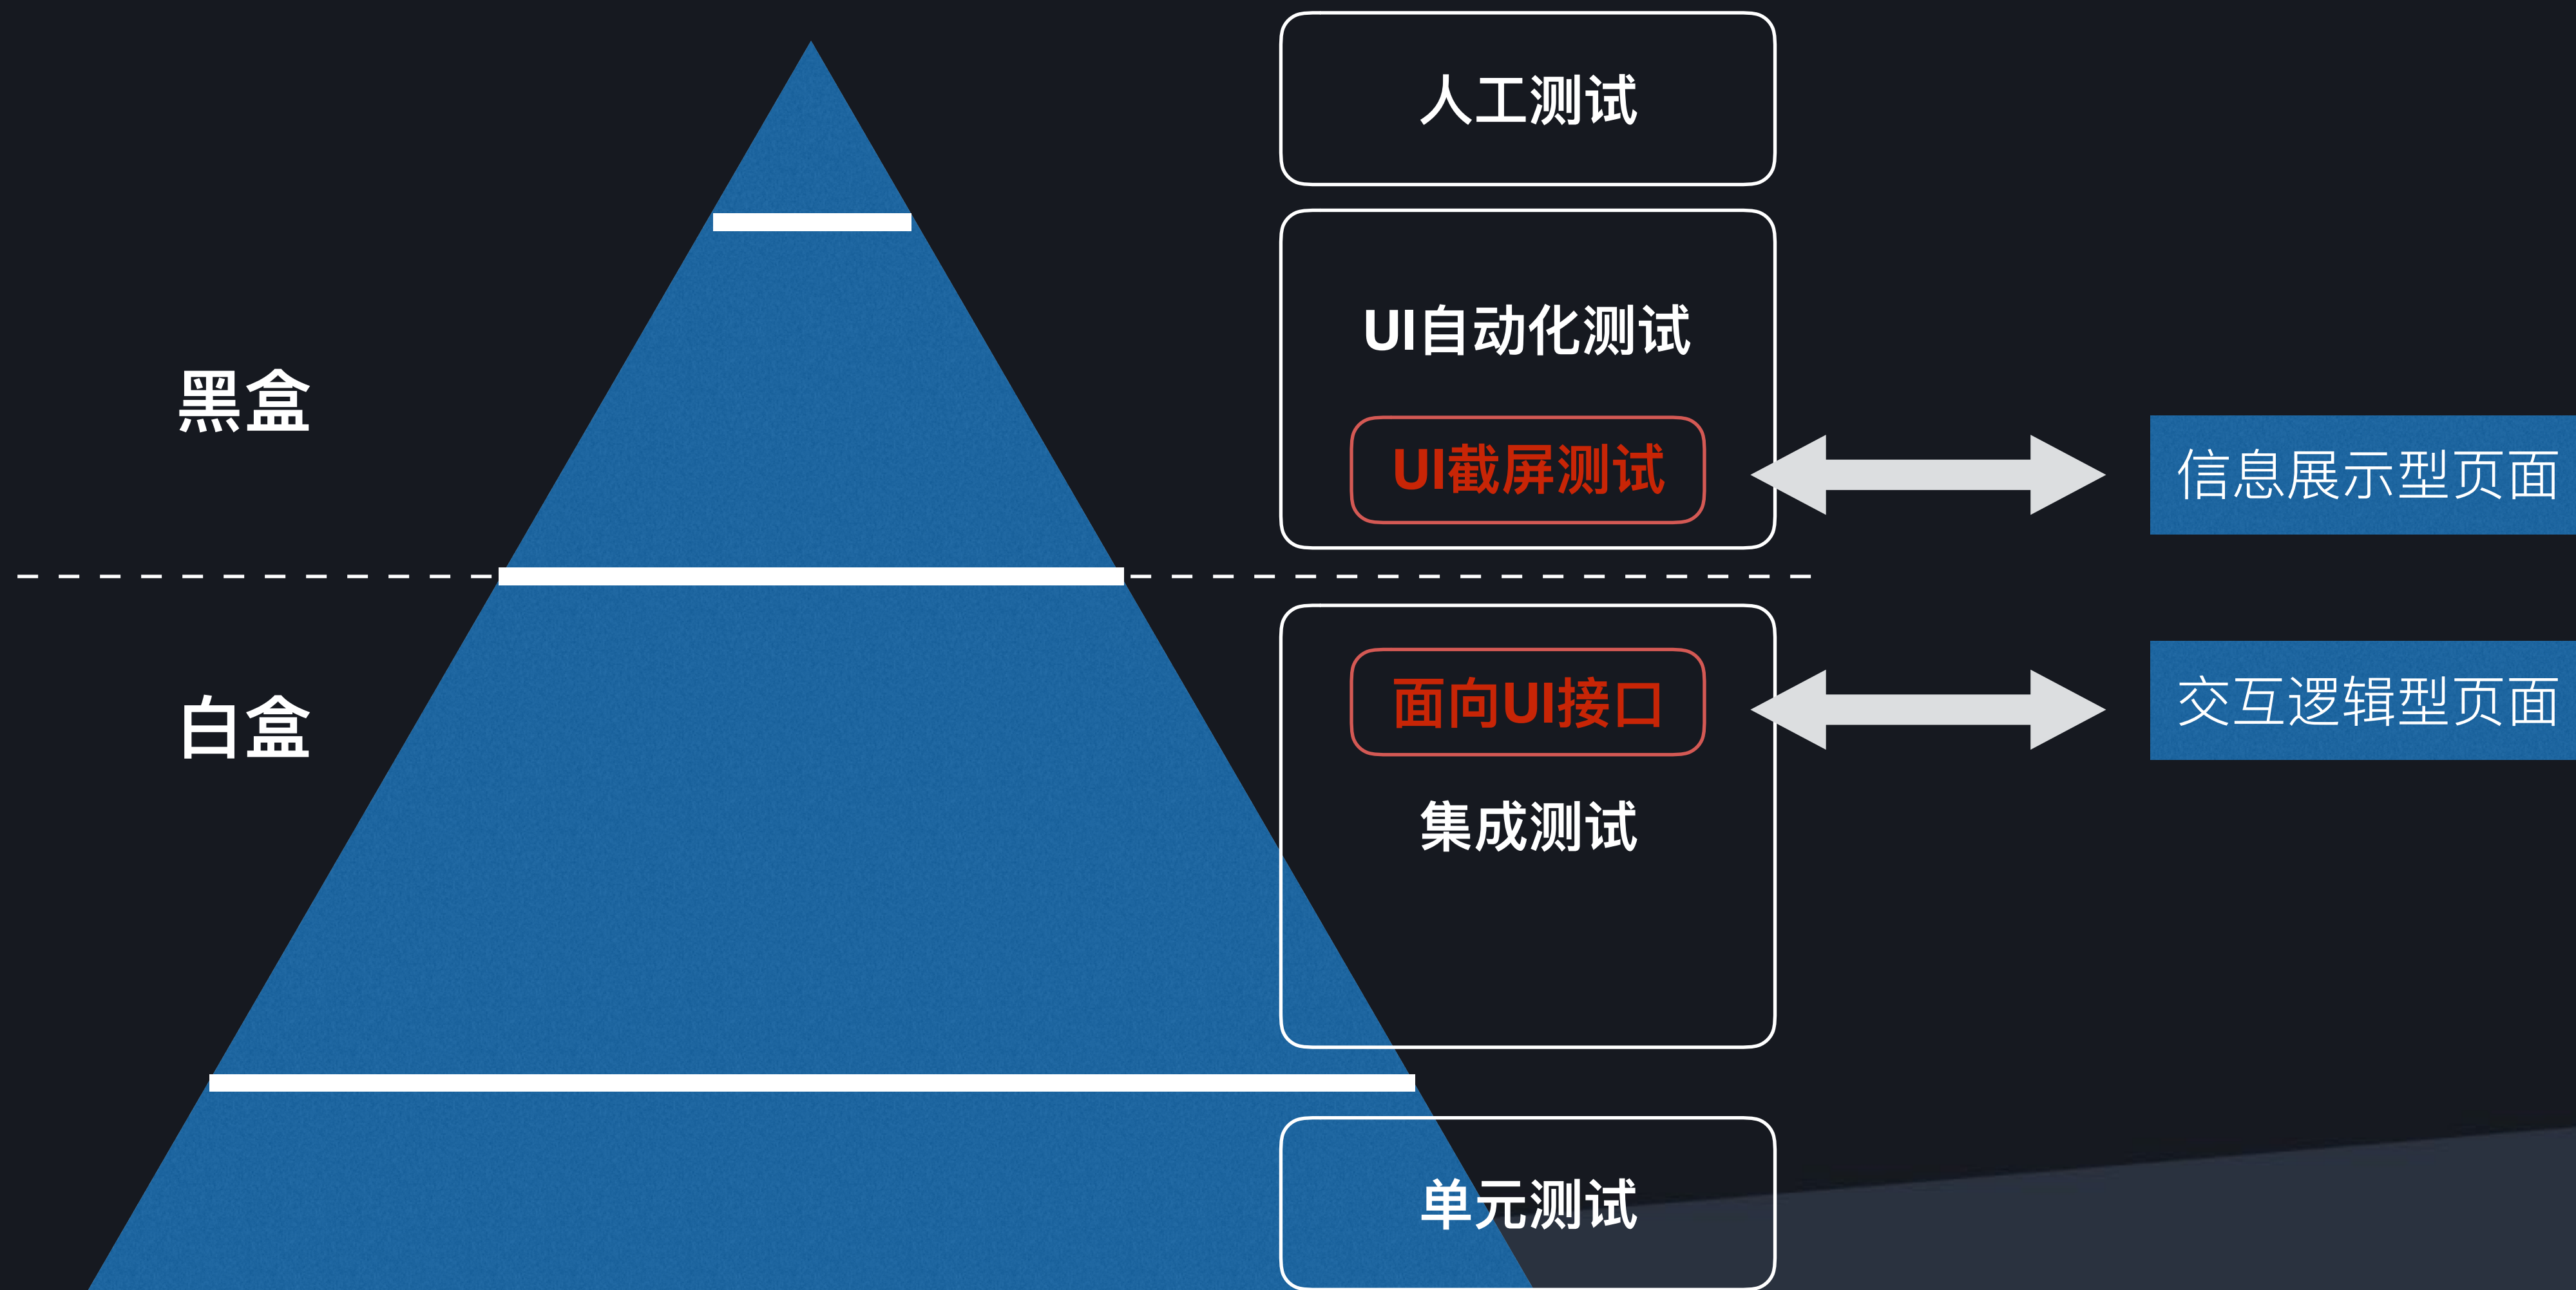 人工测试
UI自动化测试
黑盒
UI截屏测试
信息展示型页面
白盒
面向UI接口
交互逻辑型页面
集成测试
单元测试